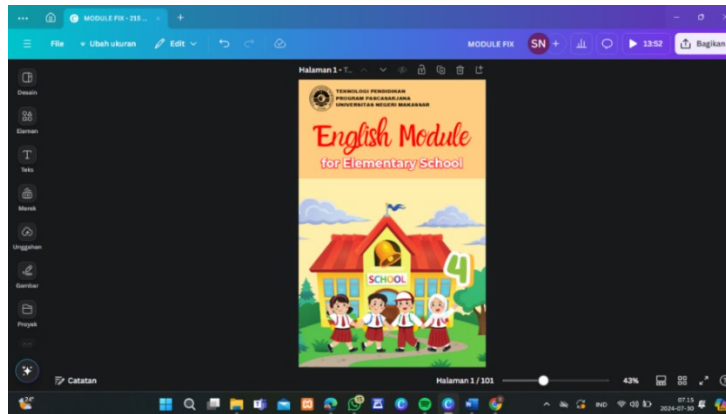 MODULE FIX - 215 ...
File
Ubah ukuran
Edit
MODULE FIX
SN
13:52
Bagikan
Desain
Elemen
Teks
Merek
Unggahan
Gambar
Proyek
Halaman 1 - T...
TEKNOLOGI PENDIDIKAN
PROGRAM PASCASARJANA
UNIVERSITAS NEGERI MAKASSAR
English Module
for Elementary School
SCHOOL
4
Catatan
Halaman 1 / 101
43%
24°
IND
07.15
2024-07-30